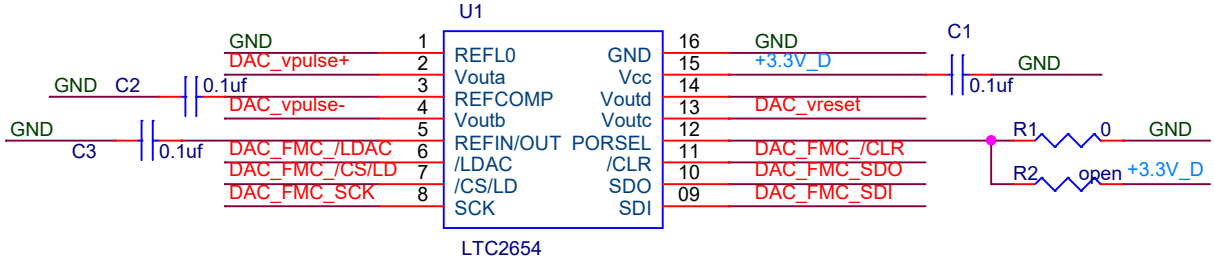 U1
GND 1 REFL0 GND 16 GND C1
DAC_vpulse+ 2 Vouta Vcc 15 +3.3V_D 0.1uf GND
GND C2 0.1uf 3 REFCOMP Voutd 14
DAC_vpulse- 4 Voutb Voutc 13 DAC_vreset
GND C3 0.1uf 5 REFIN/OUT PORSEL 12 R1 0 GND
DAC_FMC_/LDAC 6 /LDAC /CLR 11 DAC_FMC_/CLR
DAC_FMC_/CS/LD 7 /CS/LD SDO 10 DAC_FMC_SDO R2 open +3.3V_D
DAC_FMC_SCK 8 SCK SDI 09 DAC_FMC_SDI
LTC2654